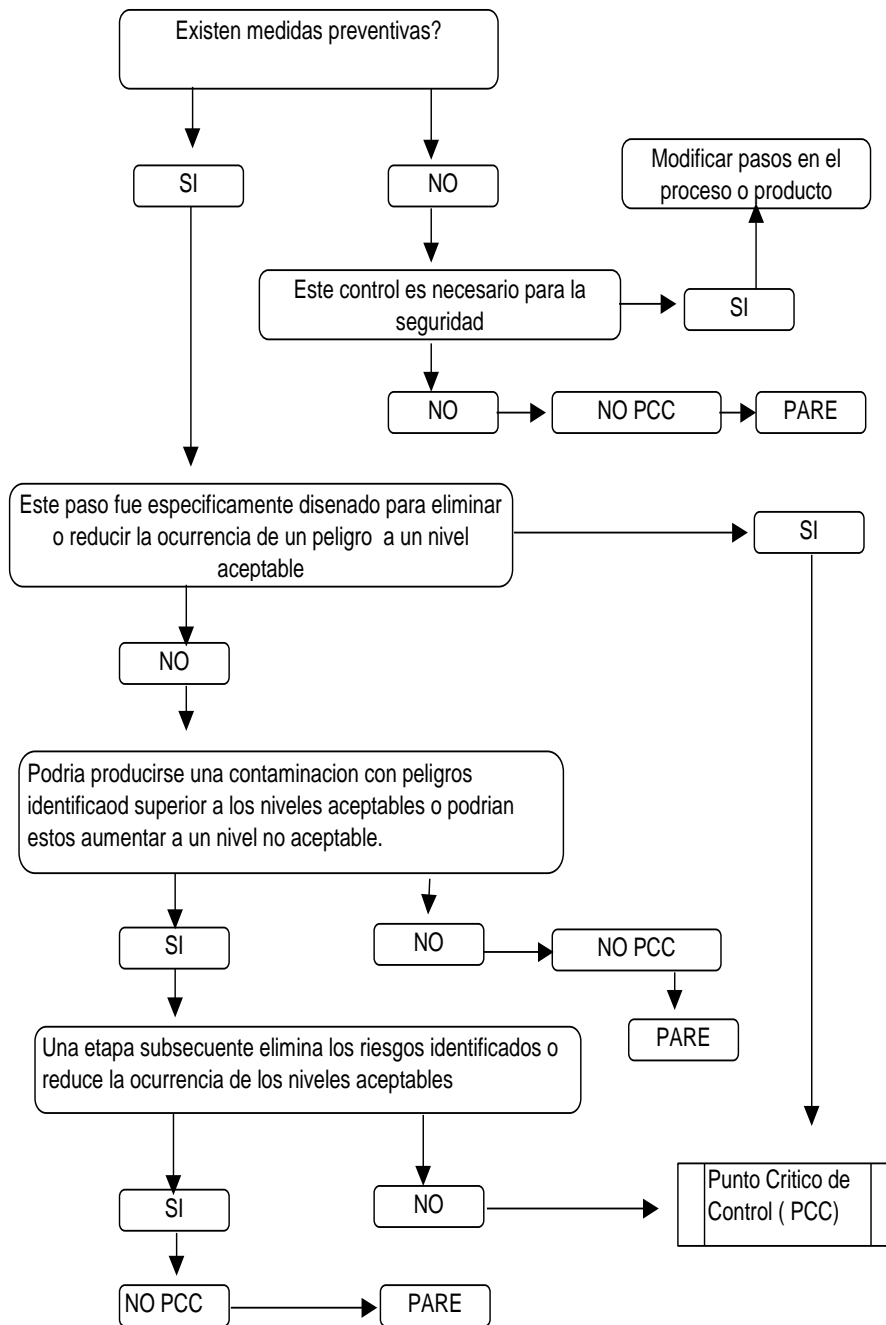 Existen medidas preventivas?
SI
NO
Modificar pasos en el
proceso o producto
Este control es necesario para la
seguridad
SI
NO
NO PCC
PARE
Este paso fue especificamente disenado para eliminar
o reducir la ocurrencia de un peligro a un nivel
aceptable
SI
NO
Podria producirse una contaminacion con peligros
identificaod superior a los niveles aceptables o podrian
estos aumentar a un nivel no aceptable.
SI
NO
NO PCC
PARE
Una etapa subsecuente elimina los riesgos identificados o
reduce la ocurrencia de los niveles aceptables
SI
NO
Punto Critico de
Control ( PCC)
NO PCC
PARE